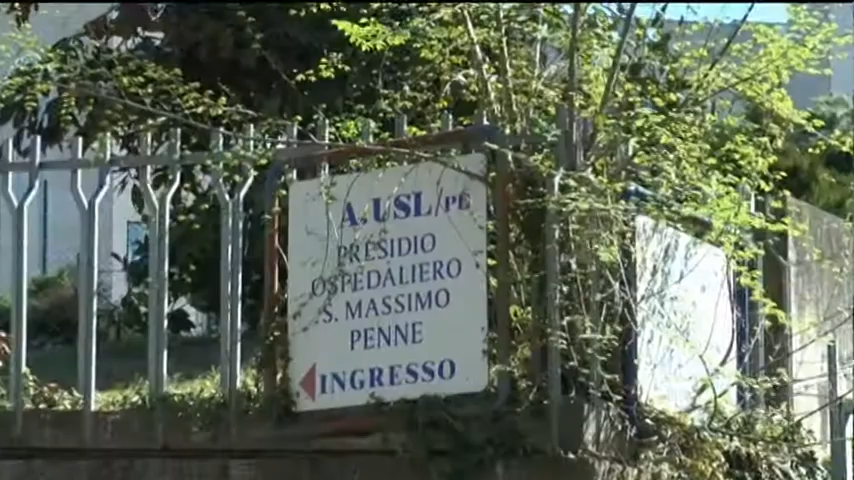 A. USL/PE
PRESIDIO
OSPEDALIERO
S. MASSIMO
PENNE
INGRESSO